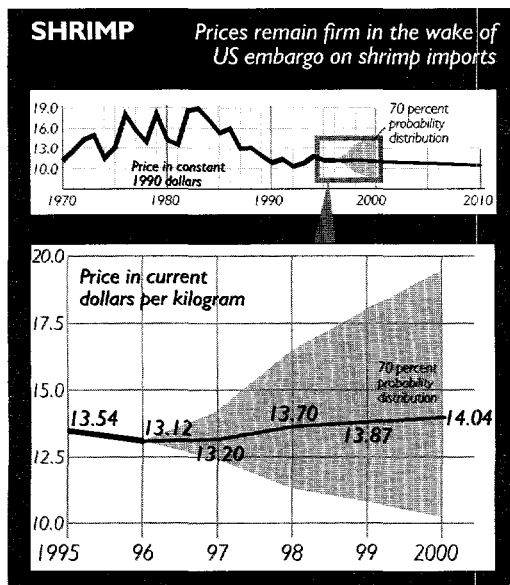 SHRIMP
Prices remain firm in the wake of
US embargo on shrimp imports
19.0
16.0
13.0
10.0
70 percent
probability
distribution
Price in constant
1990 dollars
1970
1980
1990
2000
2010
20.0
17.5
15.0
12.5
10.0
Price in current
dollars per kilogram
70 percent
probability
distribution
13.54
13.12
13.20
13.70
13.87
14.04
1995
96
97
98
99
2000